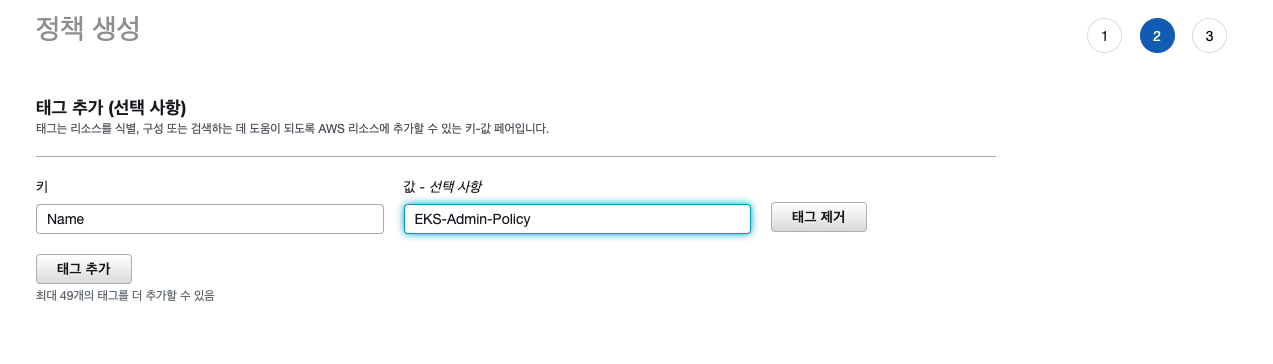 정책 생성
1
2
3
태그 추가 (선택 사항)
태그는 리소스를 식별, 구성 또는 검색하는 데 도움이 되도록 AWS 리소스에 추가할 수 있는 키-값 페어입니다.
키
값 - 선택 사항
Name
EKS-Admin-Policy
태그 제거
태그 추가
최대 49개의 태그를 더 추가할 수 있음